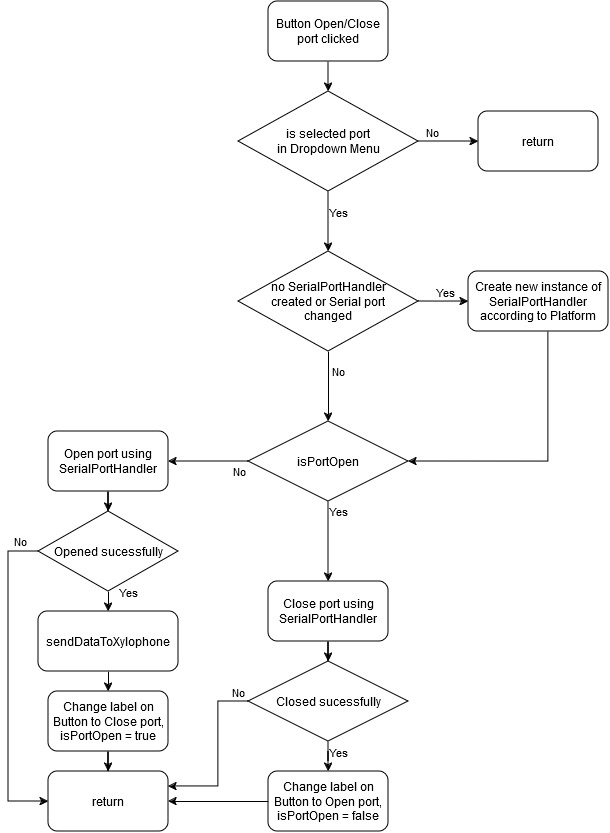 Button Open/Close
port clicked
is selected port
in Dropdown Menu
No
return
Yes
no SerialPortHandler
created or Serial port
changed
Yes
Create new instance of
SerialPortHandler
according to Platform
No
isPortOpen
No
Open port using
SerialPortHandler
Yes
Opened sucessfully
No
Yes
sendDataToXylophone
Change label on
Button to Close port,
isPortOpen = true
return
Close port using
SerialPortHandler
Closed sucessfully
No
Yes
Change label on
Button to Open port,
isPortOpen = false